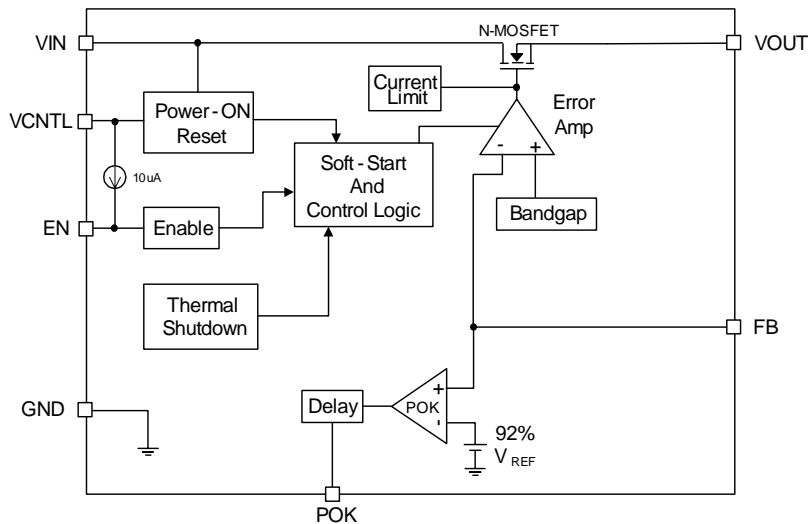 N-MOSFET
VIN
VOUT
Current
Limit
Error
Amp
VCNTL
Power-ON
Reset
Soft-Start
And
Control Logic
- +
10uA
EN
Enable
Bandgap
Thermal
Shutdown
FB
GND
Delay
POK
+
-
92%
V REF
POK